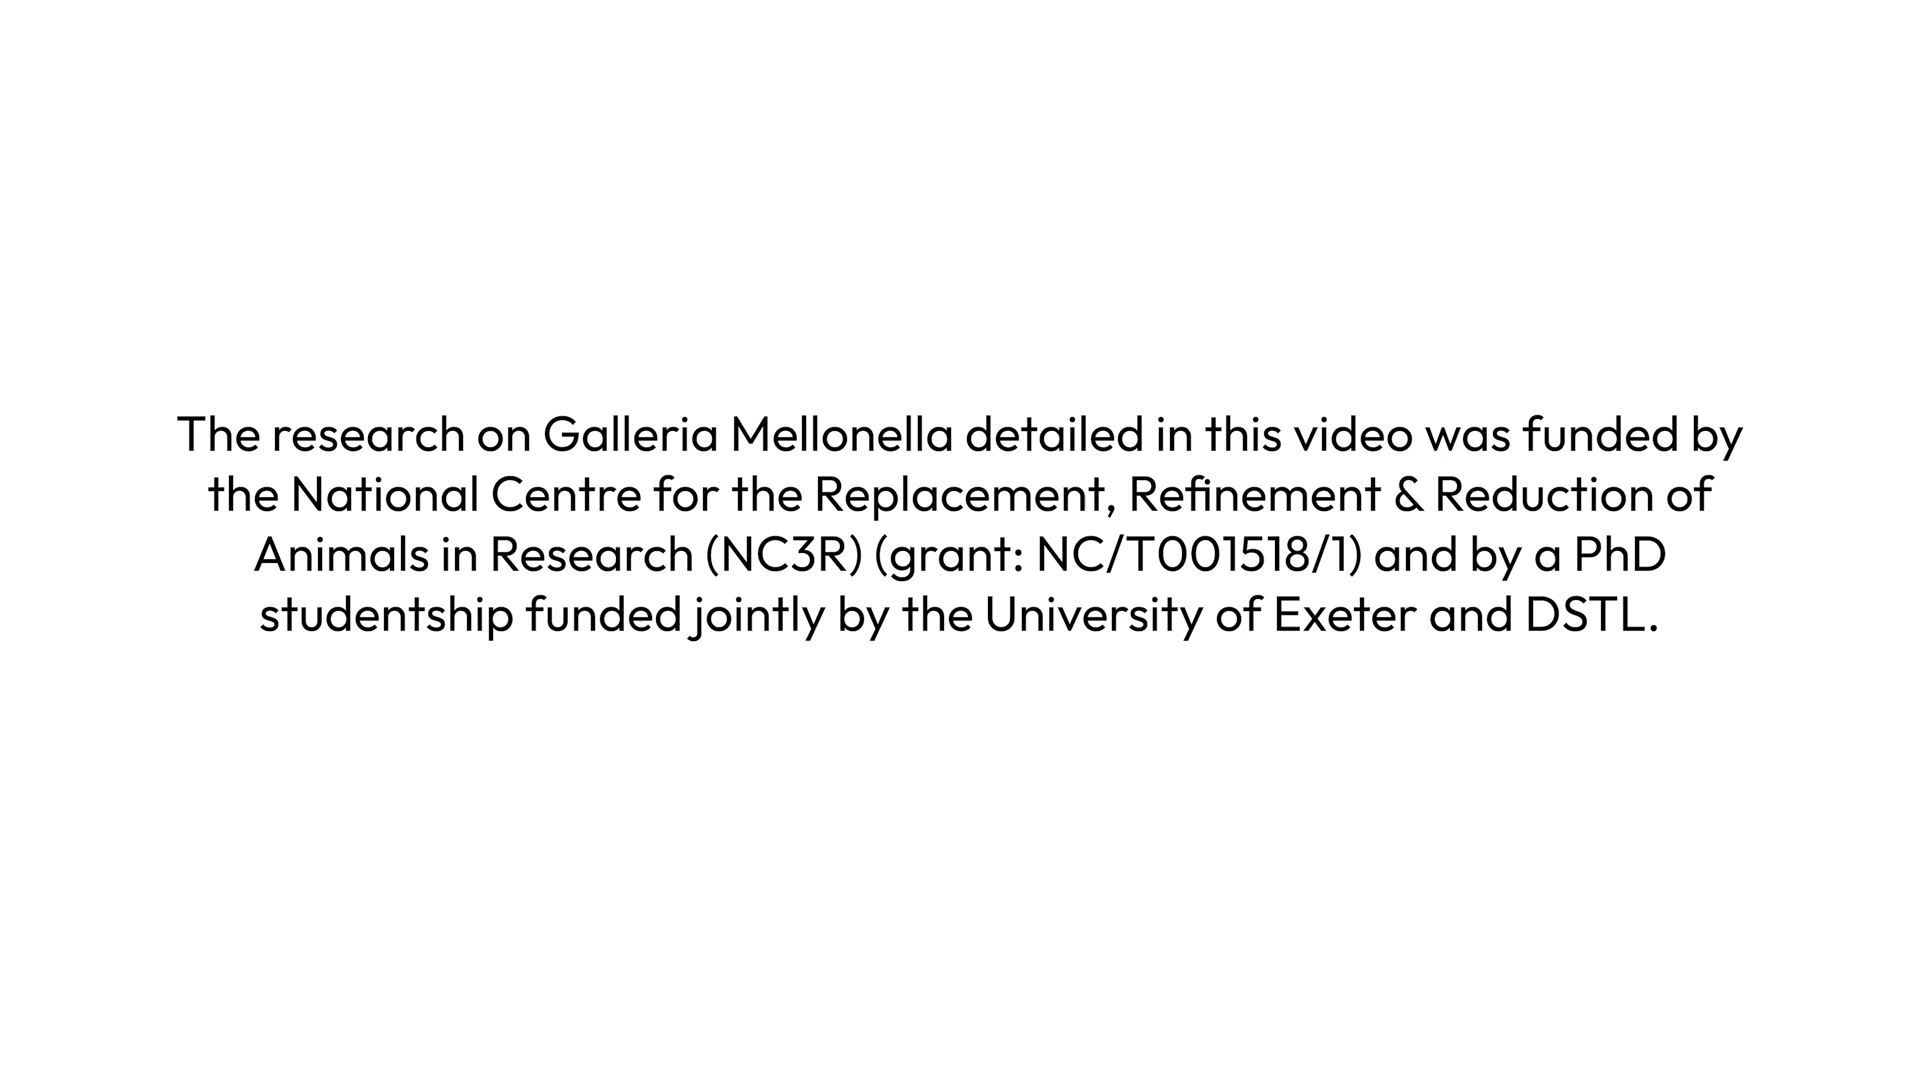 The research on Galleria Mellonella detailed in this video was funded by
the National Centre for the Replacement, Refinement & Reduction of
Animals in Research (NC3R) (grant: NC/T001518/1) and by a PhD
studentship funded jointly by the University of Exeter and DSTL.